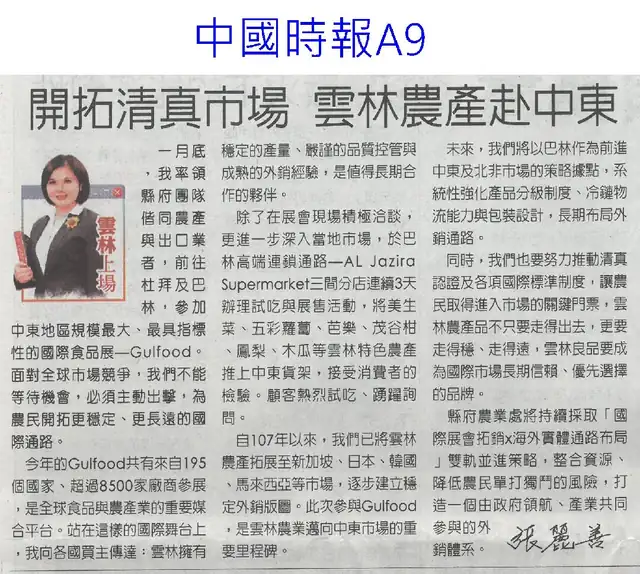 中國時報A9
開拓清真市場 雲林農產赴中東
雲林上場
一月底
，我率領
縣府團隊
偕同農產
與出口業
者，前往
杜拜及巴
林，參加
中東地區規模最大、最具指標
性的國際食品展—Gulfood。
面對全球市場競爭，我們不能
等待機會，必須主動出擊，為
農民開拓更穩定、更長遠的國
際通路。
今年的Gulfood共有來自195
個國家、超過8500家廠商參展
，是全球食品與農產業的重要媒
合平台。站在這樣的國際舞台上
，我向各國買主傳達：雲林擁有
穩定的產量、嚴謹的品質控管與
成熟的外銷經驗，是值得長期合
作的夥伴。
除了在展會現場積極洽談，
更進一步深入當地市場，於巴
林高端連鎖通路—AL Jazira
Supermarket三間分店連續3天
辦理試吃與展售活動，將美生
菜、五彩蘿蔔、芭樂、茂谷柑
、鳳梨、木瓜等雲林特色農產
推上中東貨架，接受消費者的
檢驗。顧客熱烈試吃、踴躍詢
問。
自107年以來，我們已將雲林
農產拓展至新加坡、日本、韓國
、馬來西亞等市場，逐步建立穩
定外銷版圖。此次參與Gulfood
，是雲林農業邁向中東市場的重
要里程碑。
未來，我們將以巴林作為前進
中東及北非市場的策略據點，系
統性強化產品分級制度、冷鏈物
流能力與包裝設計，長期布局外
銷通路。
同時，我們也要努力推動清真
認證及各項國際標準制度，讓農
民取得進入市場的關鍵門票，雲
林農產品不只要走得出去，更要
走得穩、走得遠，雲林良品要成
為國際市場長期信賴、優先選擇
的品牌。
縣府農業處將持續採取「國
際展會拓銷x海外實體通路布局
」雙軌並進策略，整合資源、
降低農民單打獨鬥的風險，打
造一個由政府領航、產業共同
參與的外
銷體系。
張麗善